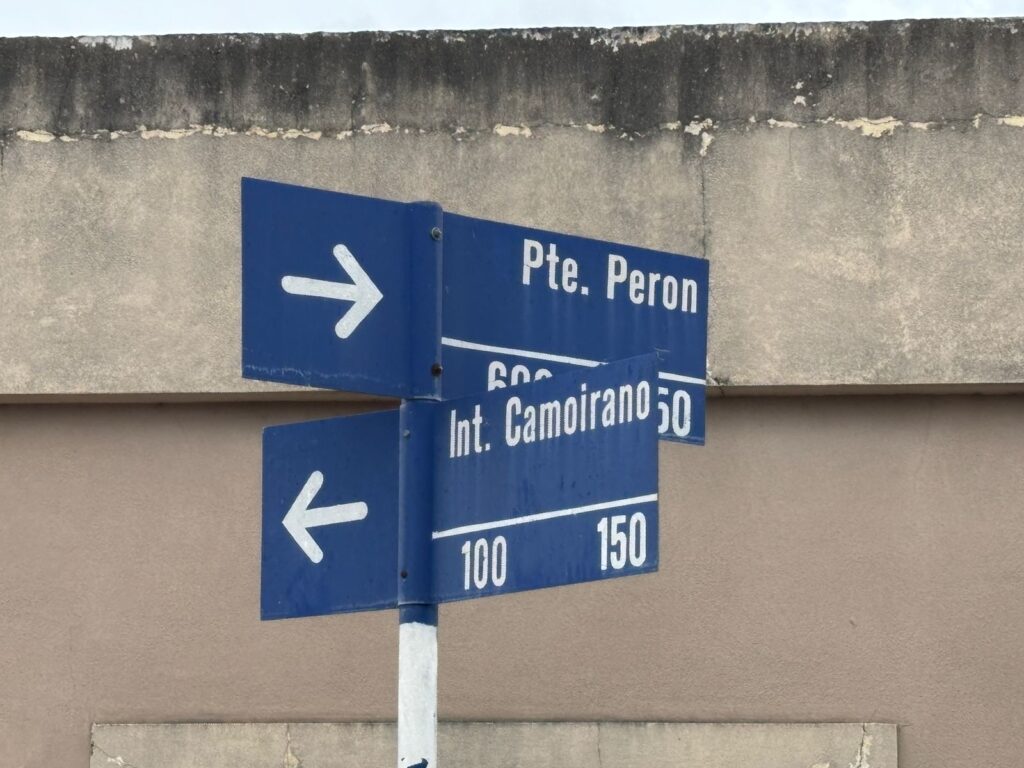 Pte. Peron
Int. Camoirano
100 150